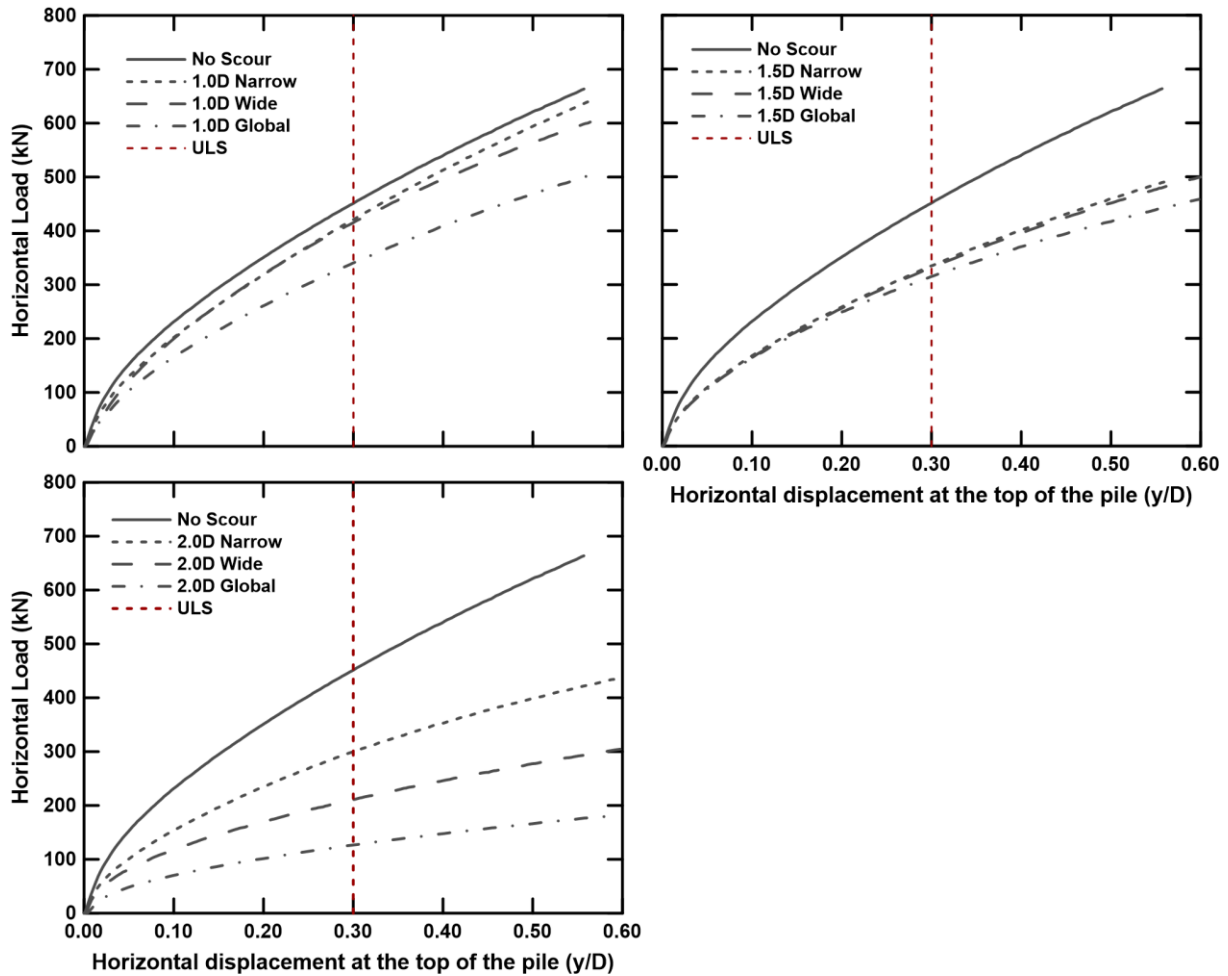 800
700
600
500
400
300
200
100
0
Horizontal Load (kN)
No Scour
1.0D Narrow
1.0D Wide
1.0D Global
ULS
No Scour
1.5D Narrow
1.5D Wide
1.5D Global
ULS
0.00 0.10 0.20 0.30 0.40 0.50 0.60
Horizontal displacement at the top of the pile (y/D)
800
700
600
500
400
300
200
100
0
Horizontal Load (kN)
No Scour
2.0D Narrow
2.0D Wide
2.0D Global
ULS
0.00 0.10 0.20 0.30 0.40 0.50 0.60
Horizontal displacement at the top of the pile (y/D)